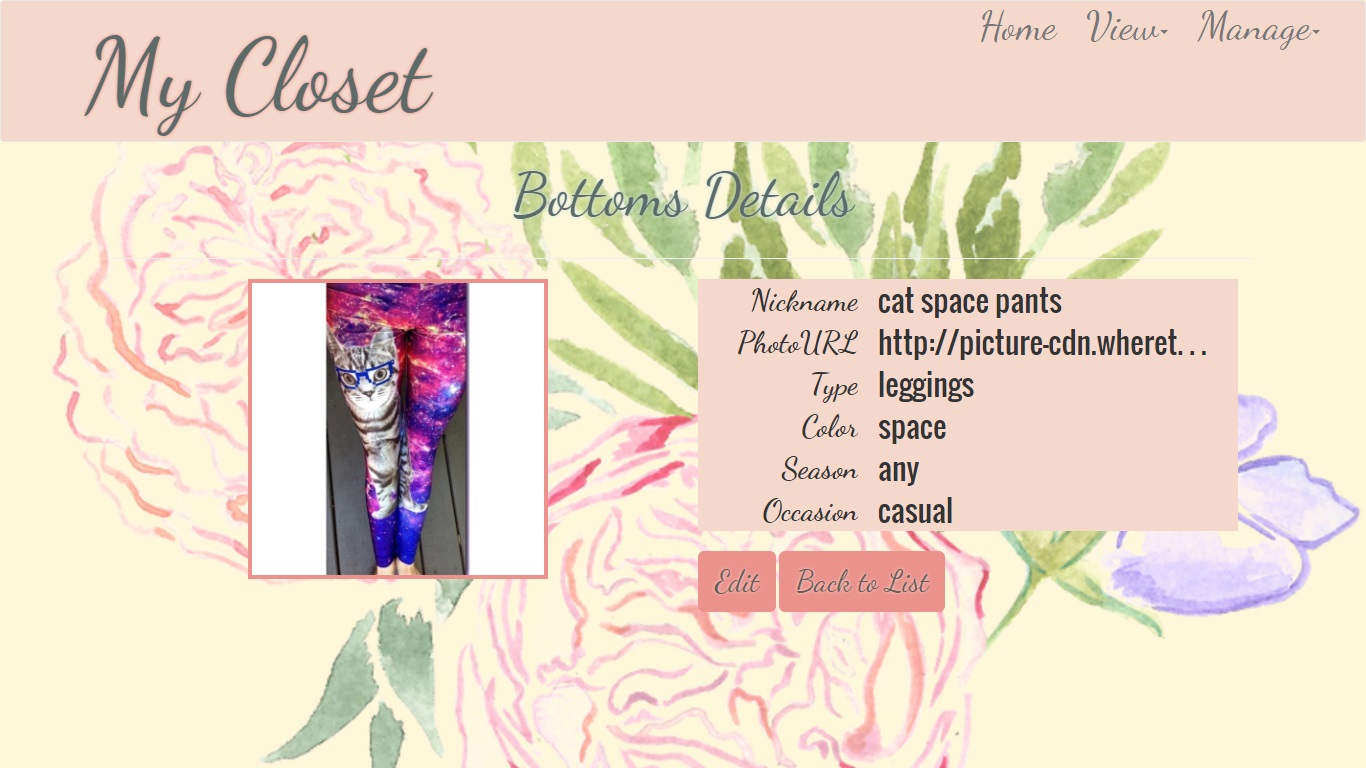 Home View Manage
My Closet
Bottoms Details
Nickname cat space pants
PhotoURL http://picture-cdn.wheret...
Type leggings
Color space
Season any
Occasion casual
Edit Back to List